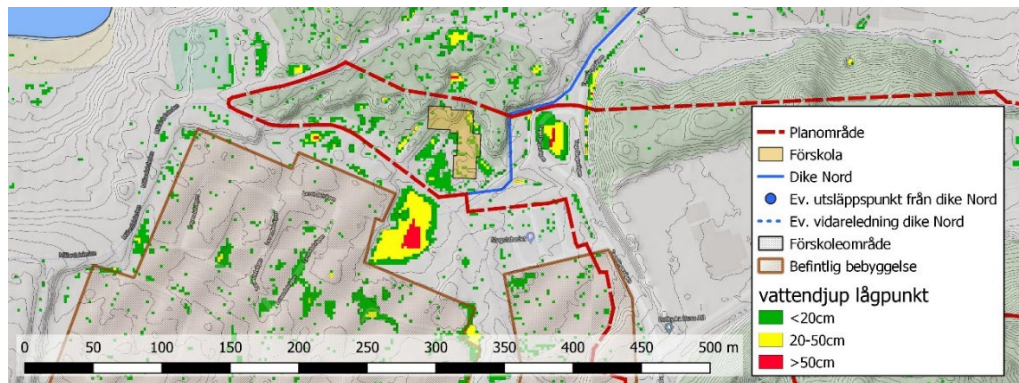 Planområde
Förskola
Dike Nord
Ev. utsläppspunkt från dike Nord
Ev. vidareledning dike Nord
Förskoleområde
Befintlig bebyggelse
vattendjup lågpunkt
<20cm
20-50cm
>50cm
0 50 100 150 200 250 300 350 400 450 500 m